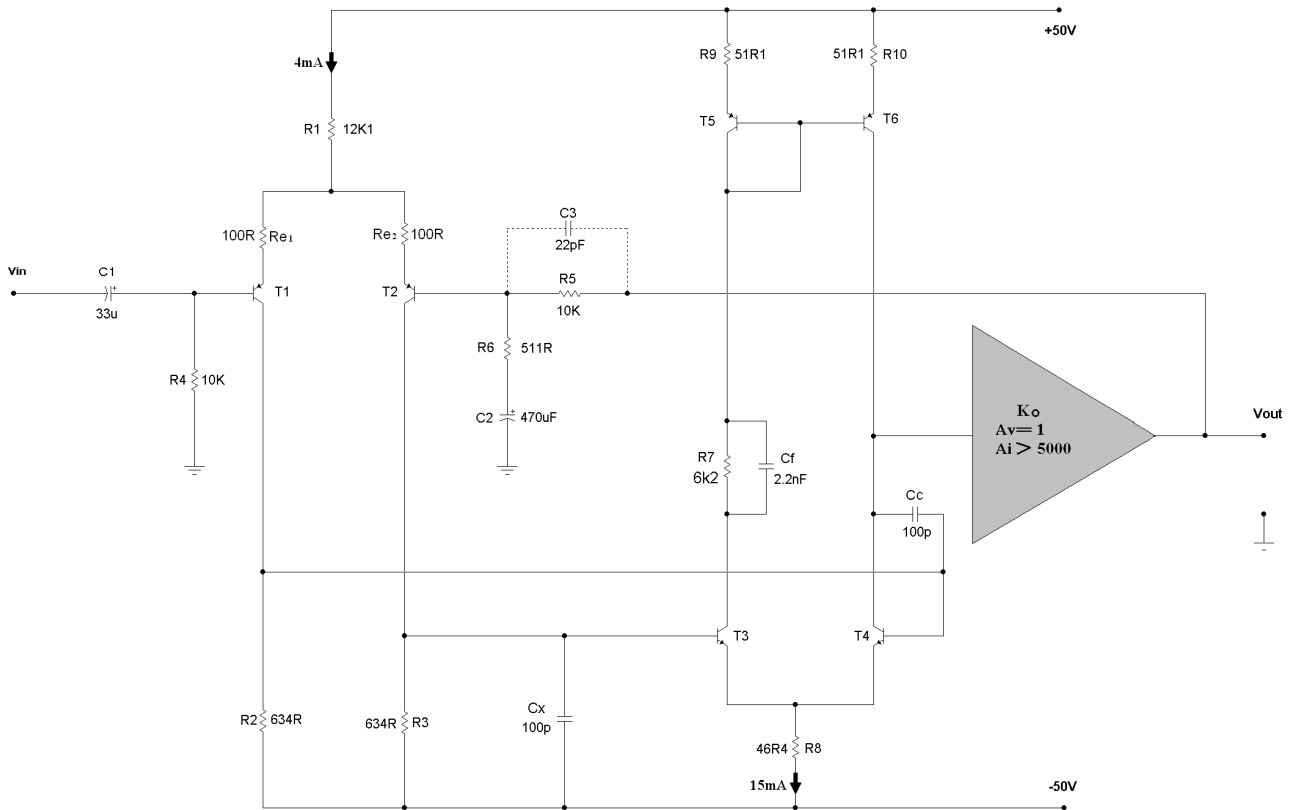 +50V
4mA
R1 12K1
R9 51R1
51R1 R10
T5
T6
100R Re₁
Re₂ 100R
C3
22pF
Vin
C1
33u
T1
T2
R5
10K
R4 10K
R6 511R
C2 470uF
R7
6k2
Cf
2.2nF
Ko
Av= 1
Ai > 5000
Vout
Cc
100p
T3
T4
R2 634R
634R R3
Cx
100p
46R4 R8
15mA
-50V